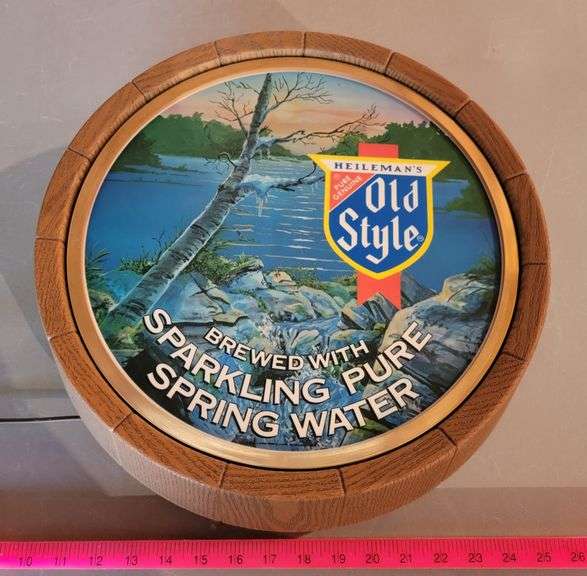 HEILEMAN'S
PURE
GENUINE
Old
Style®
BREWED WITH
SPARKLING PURE
SPRING WATER
10 11 12 13 14 15 16 17 18 19 20 21 22 23 24 25 26